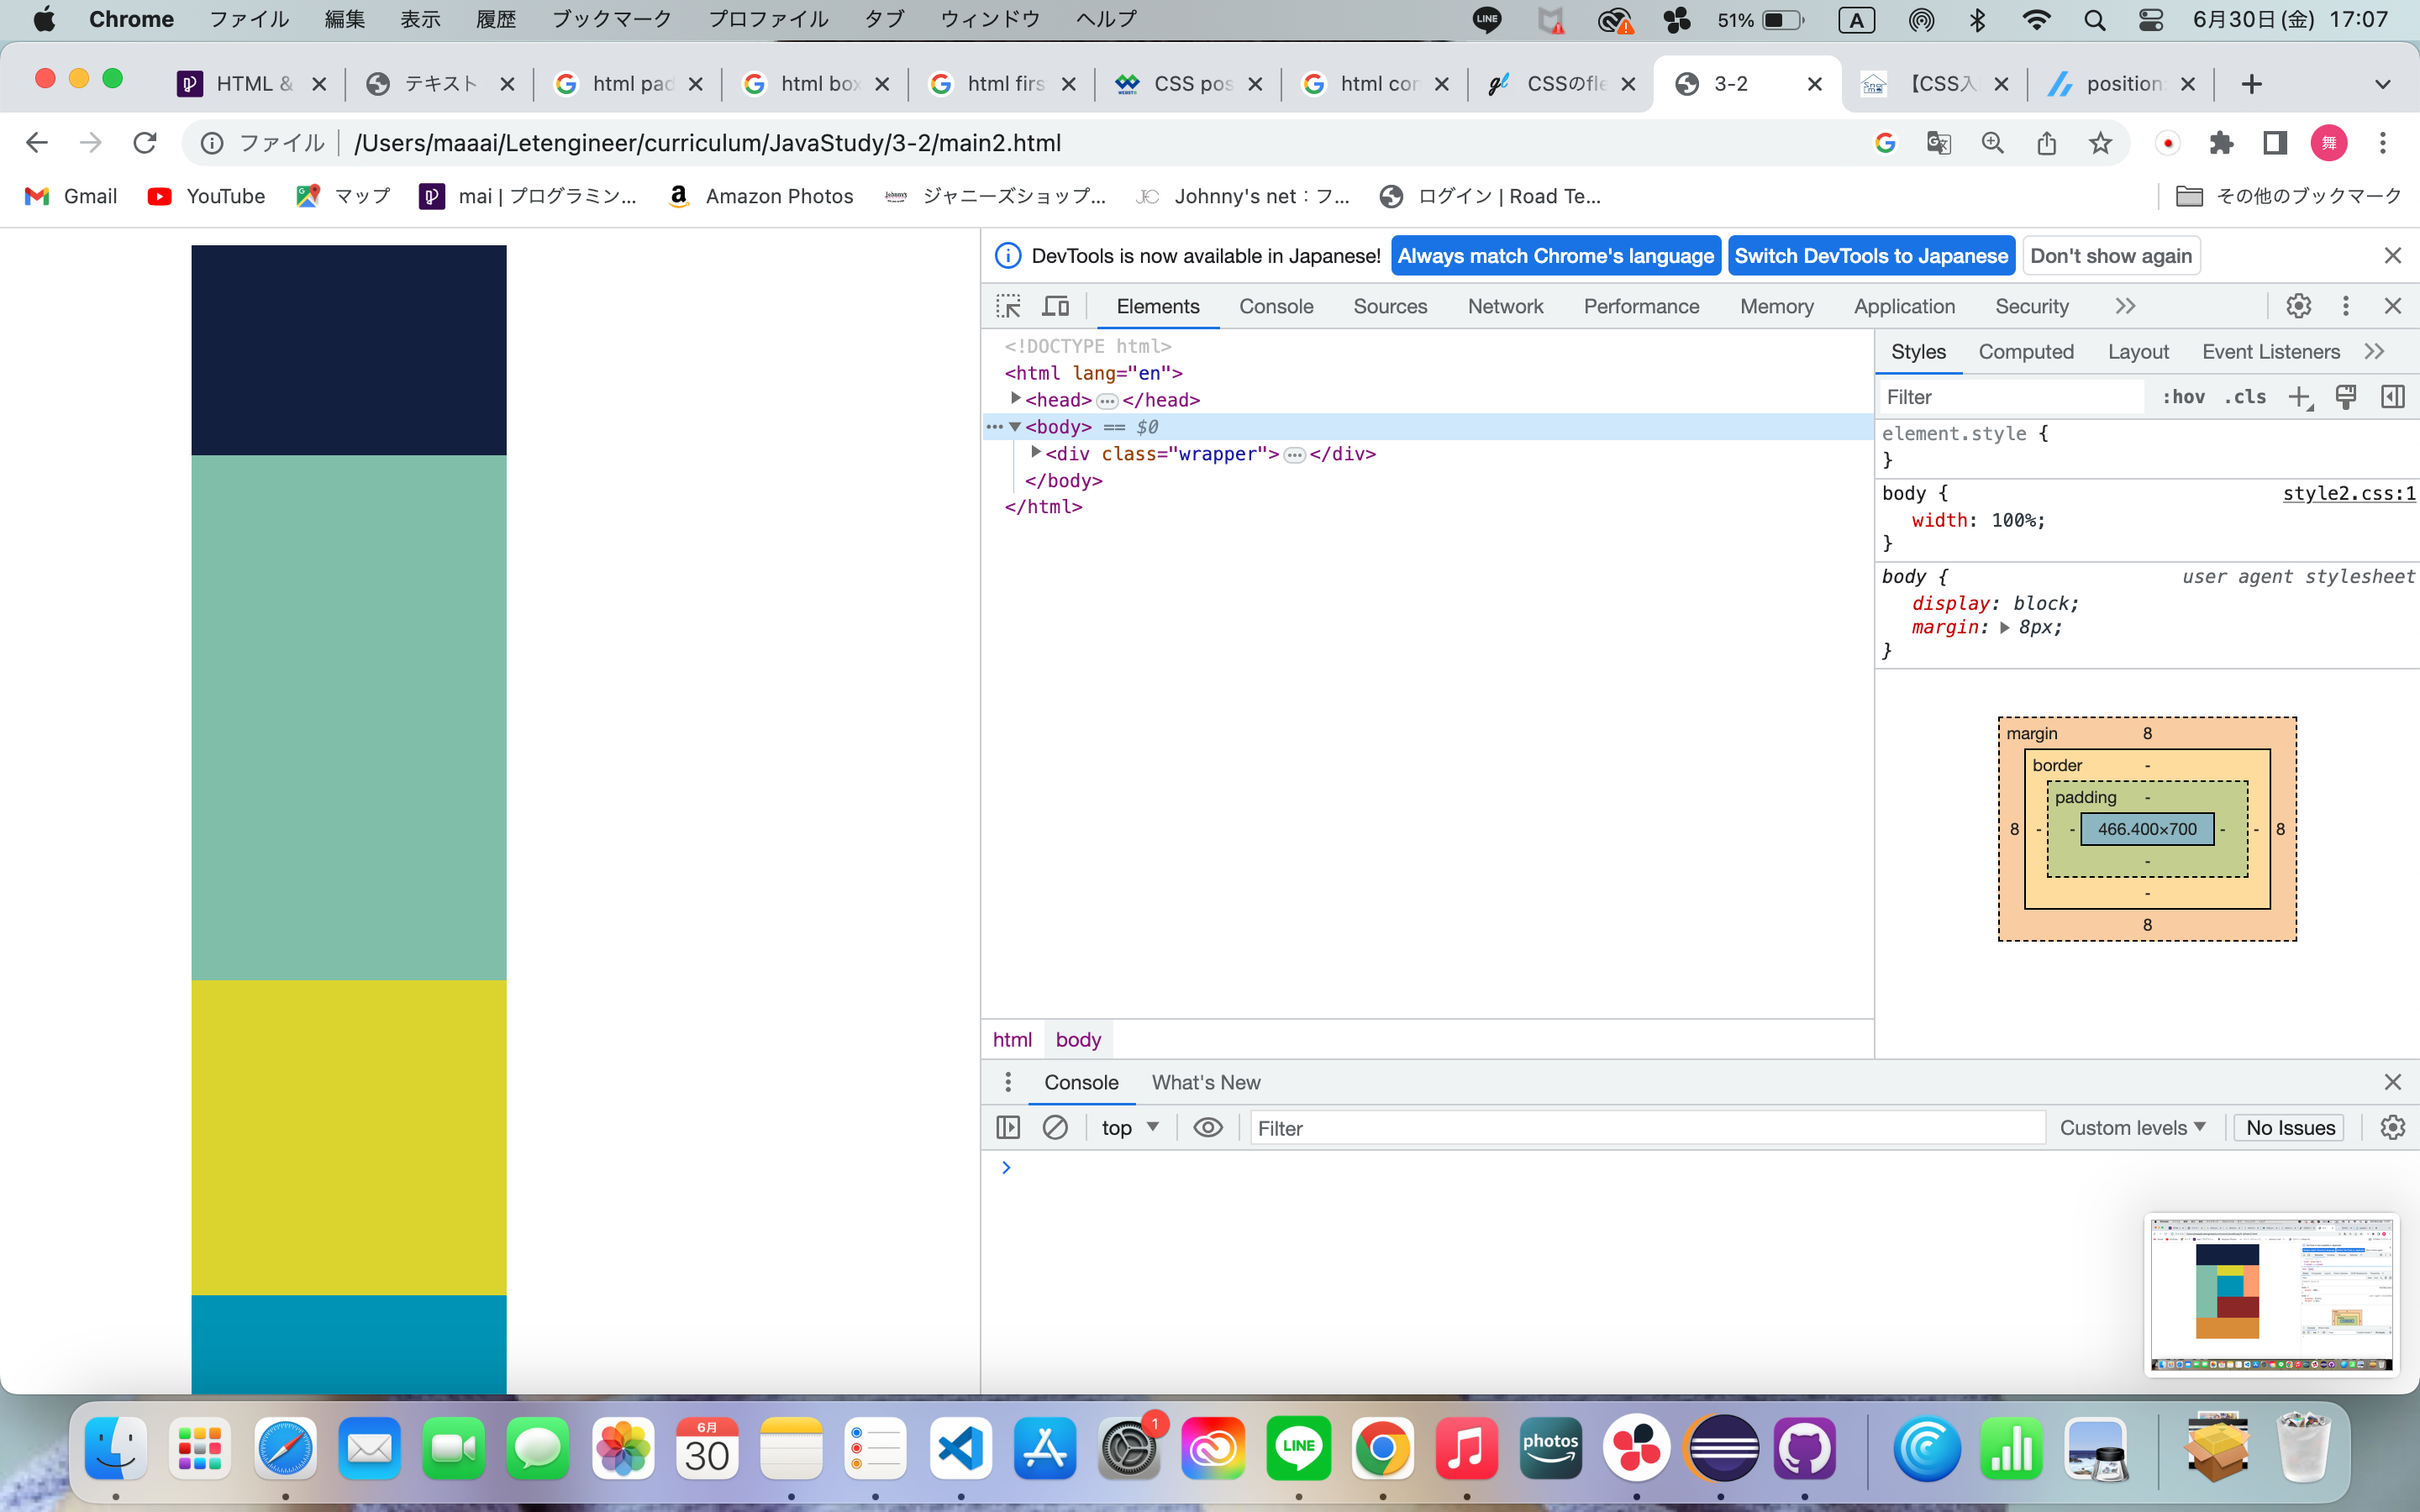 Chrome ファイル 編集 表示 履歴 ブックマーク プロファイル タブ ウィンドウ ヘルプ LINE 51% A 6月30日(金) 17:07
HTML & テキスト html pad html box html firs CSS pos html con CSSのfle 3-2 【CSS入 position
ファイル /Users/maaai/Letengineer/curriculum/JavaStudy/3-2/main2.html 舞
Gmail YouTube マップ mai | プログラミン... Amazon Photos ジャニーズショップ... Johnny's net：フ... ログイン | Road Te... その他のブックマーク
DevTools is now available in Japanese! Always match Chrome's language Switch DevTools to Japanese Don't show again
Elements Console Sources Network Performance Memory Application Security
<!DOCTYPE html>
<html lang="en">
<head>…</head>
<body> == $0
<div class="wrapper">…</div>
</body>
</html>
Styles Computed Layout Event Listeners
Filter :hov .cls
element.style {
}
body { style2.css:1
width: 100%;
}
body { user agent stylesheet
display: block;
margin: 8px;
}
margin 8
border -
padding -
8 - - 466.400×700 - - 8
-
-
8
html body
Console What's New
top Filter Custom levels No Issues
6月 30 1 LINE photos